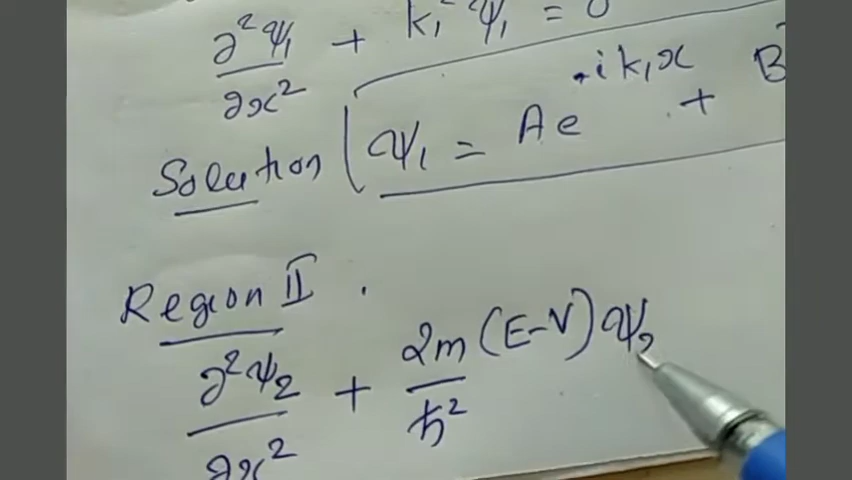 ∂²ψ₁/∂x² + k₁²ψ₁ = 0
Solution ψ₁ = Ae^{ik₁x} + B
Region II.
∂²ψ₂/∂x² + 2m/ħ² (E-V)ψ₂